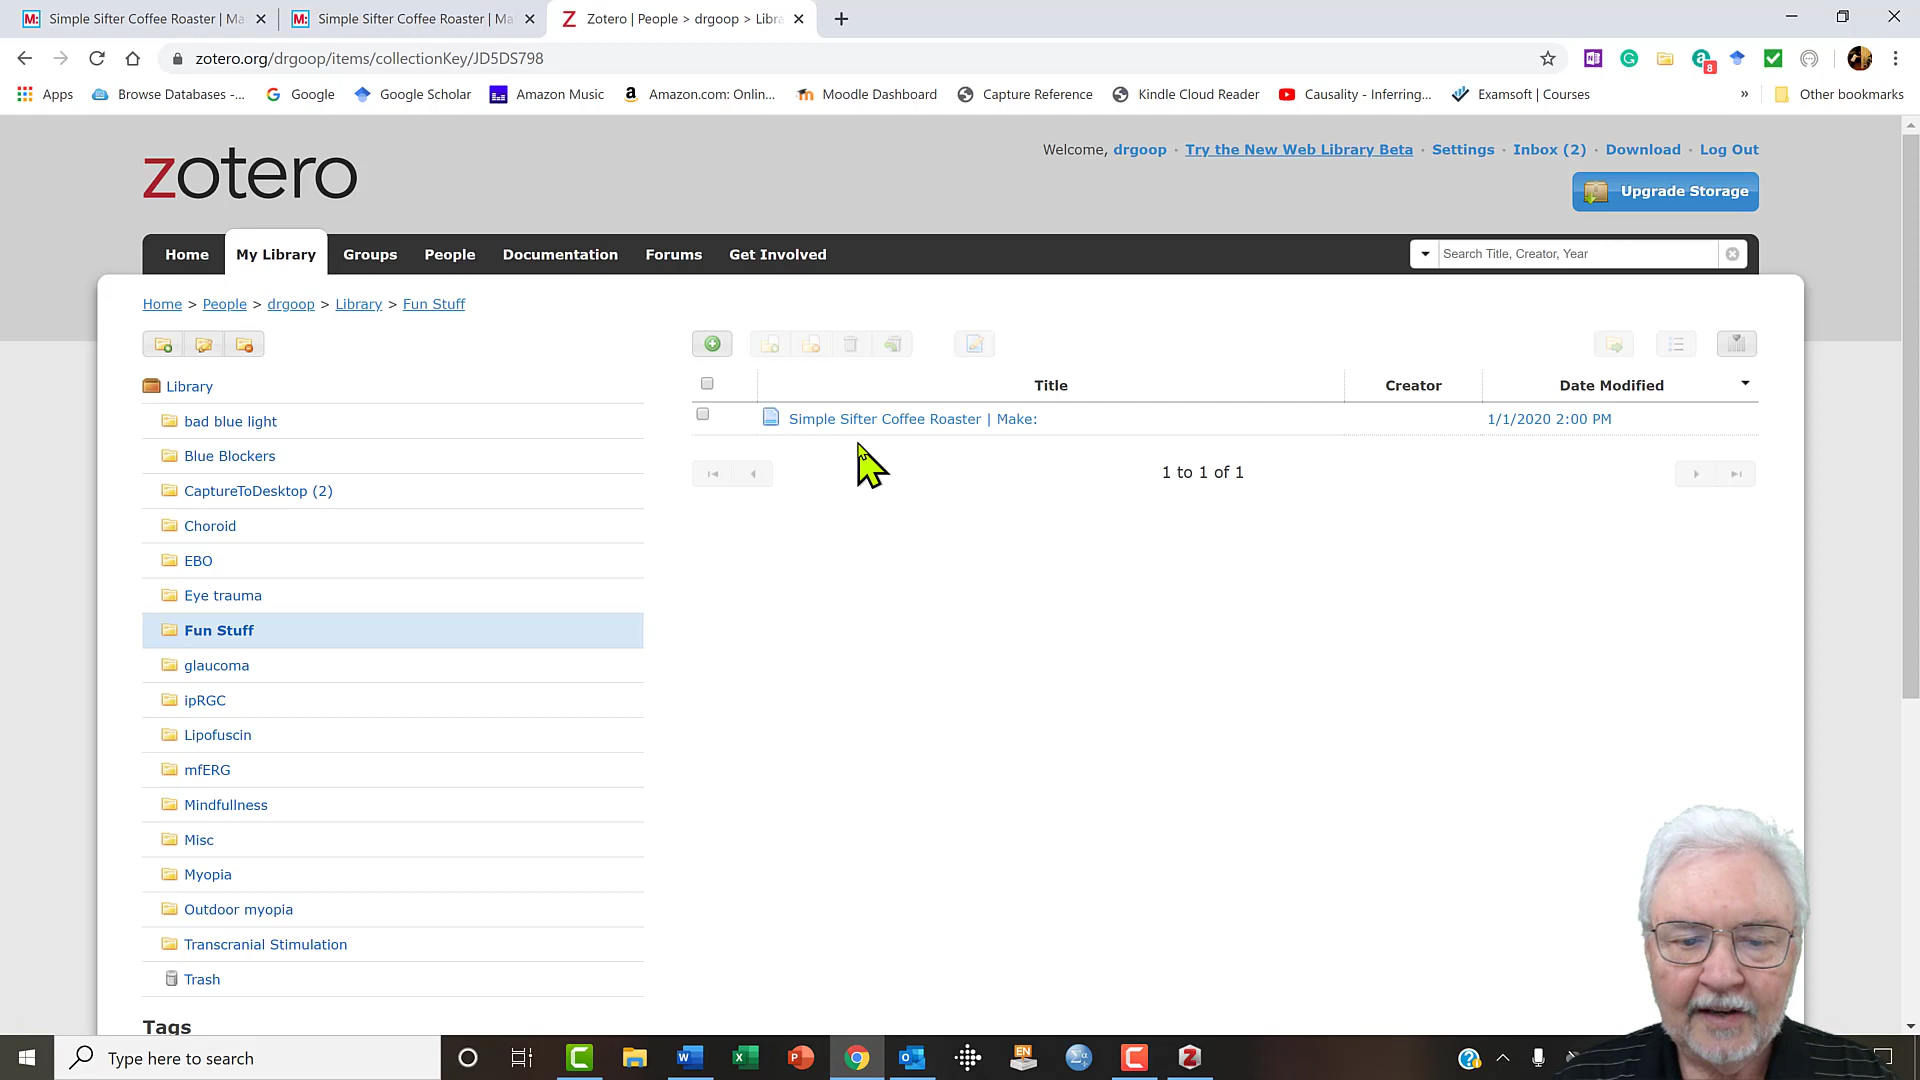 Simple Sifter Coffee Roaster | Ma
Simple Sifter Coffee Roaster | Ma
Zotero | People > drgoop > Libra
zotero.org/drgoop/items/collectionKey/JD5DS798
8
Apps
Browse Databases -...
Google
Google Scholar
Amazon Music
Amazon.com: Onlin...
Moodle Dashboard
Capture Reference
Kindle Cloud Reader
Causality - Inferring...
Examsoft | Courses
»
Other bookmarks
zotero
Welcome, drgoop · Try the New Web Library Beta · Settings · Inbox (2) · Download · Log Out
Upgrade Storage
Home
My Library
Groups
People
Documentation
Forums
Get Involved
Search Title, Creator, Year
Home > People > drgoop > Library > Fun Stuff
Library
bad blue light
Blue Blockers
CaptureToDesktop (2)
Choroid
EBO
Eye trauma
Fun Stuff
glaucoma
ipRGC
Lipofuscin
mfERG
Mindfullness
Misc
Myopia
Outdoor myopia
Transcranial Stimulation
Trash
Tags
Title
Creator
Date Modified
Simple Sifter Coffee Roaster | Make:
1/1/2020 2:00 PM
1 to 1 of 1
Type here to search
EN